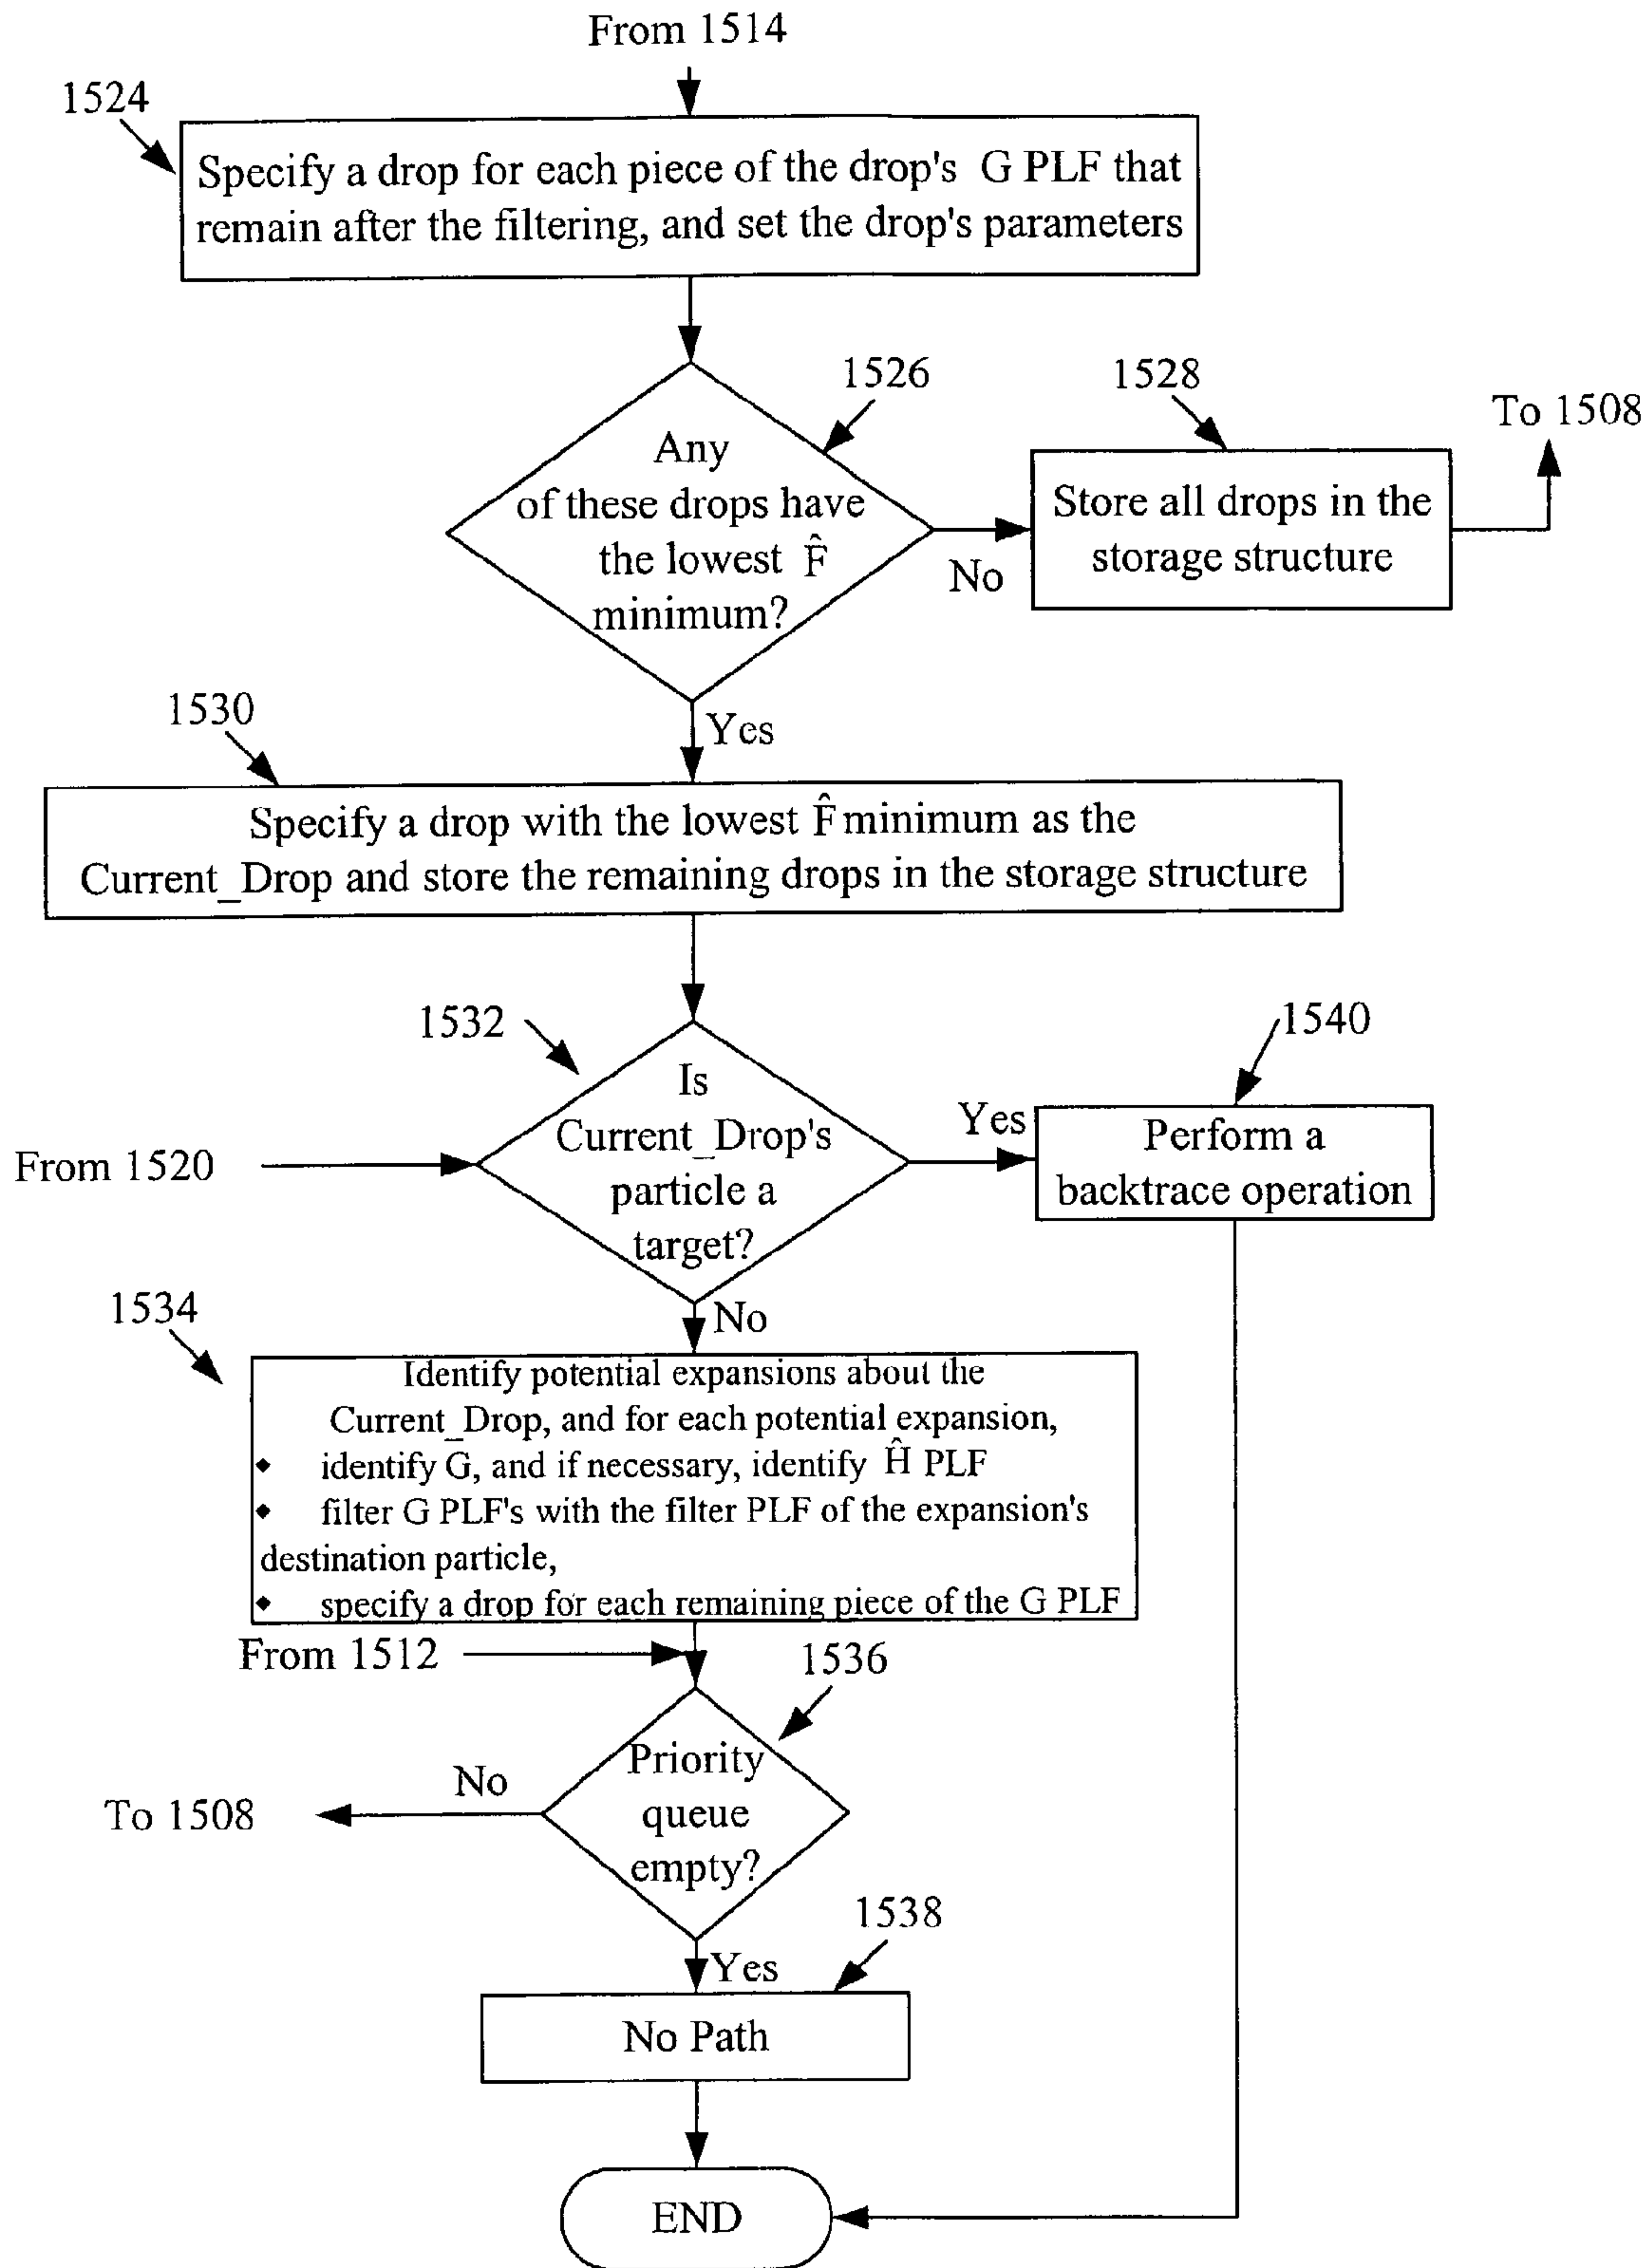 From 1514
1524
Specify a drop for each piece of the drop's G PLF that
remain after the filtering, and set the drop's parameters
1526
1528
To 1508
Any
of these drops have
the lowest F̂
minimum?
No
Store all drops in the
storage structure
1530
Yes
Specify a drop with the lowest F̂ minimum as the
Current_Drop and store the remaining drops in the storage structure
1532
1540
Is
Current_Drop's
particle a
target?
Yes
Perform a
backtrace operation
From 1520
1534
No
Identify potential expansions about the
Current_Drop, and for each potential expansion,
◆ identify G, and if necessary, identify Ĥ PLF
◆ filter G PLF's with the filter PLF of the expansion's
destination particle,
◆ specify a drop for each remaining piece of the G PLF
From 1512
1536
Priority
queue
empty?
No
To 1508
1538
Yes
No Path
END